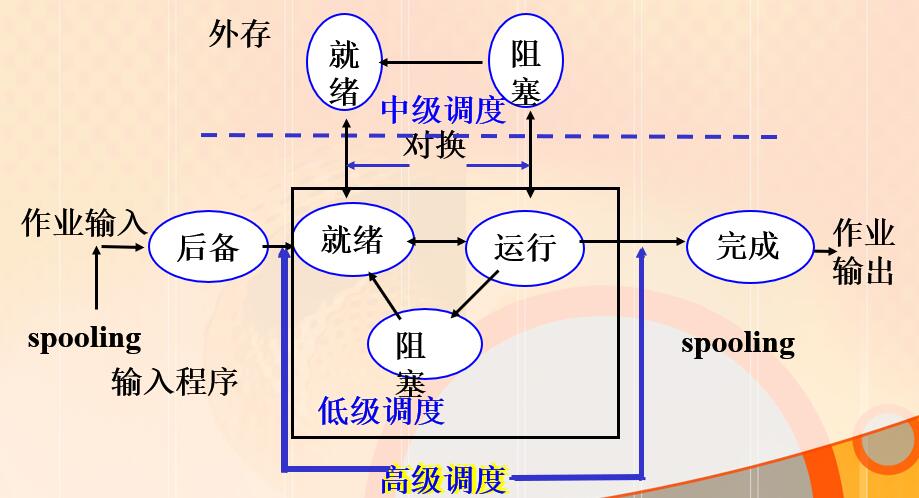 外存
就
绪
阻
塞
中级调度
对换
作业输入
后备
就绪
运行
完成
作业
输出
spooling
输入程序
阻
塞
spooling
低级调度
高级调度